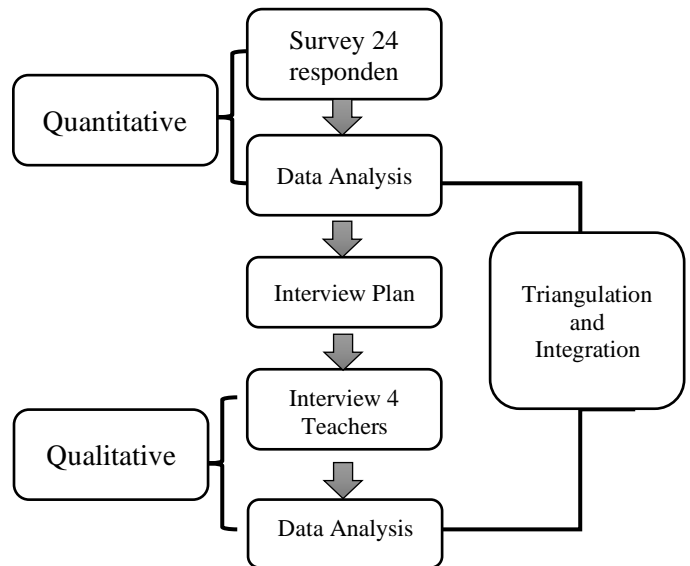 Survey 24
responden
Quantitative
Data Analysis
Interview Plan
Triangulation
and
Integration
Interview 4
Teachers
Qualitative
Data Analysis